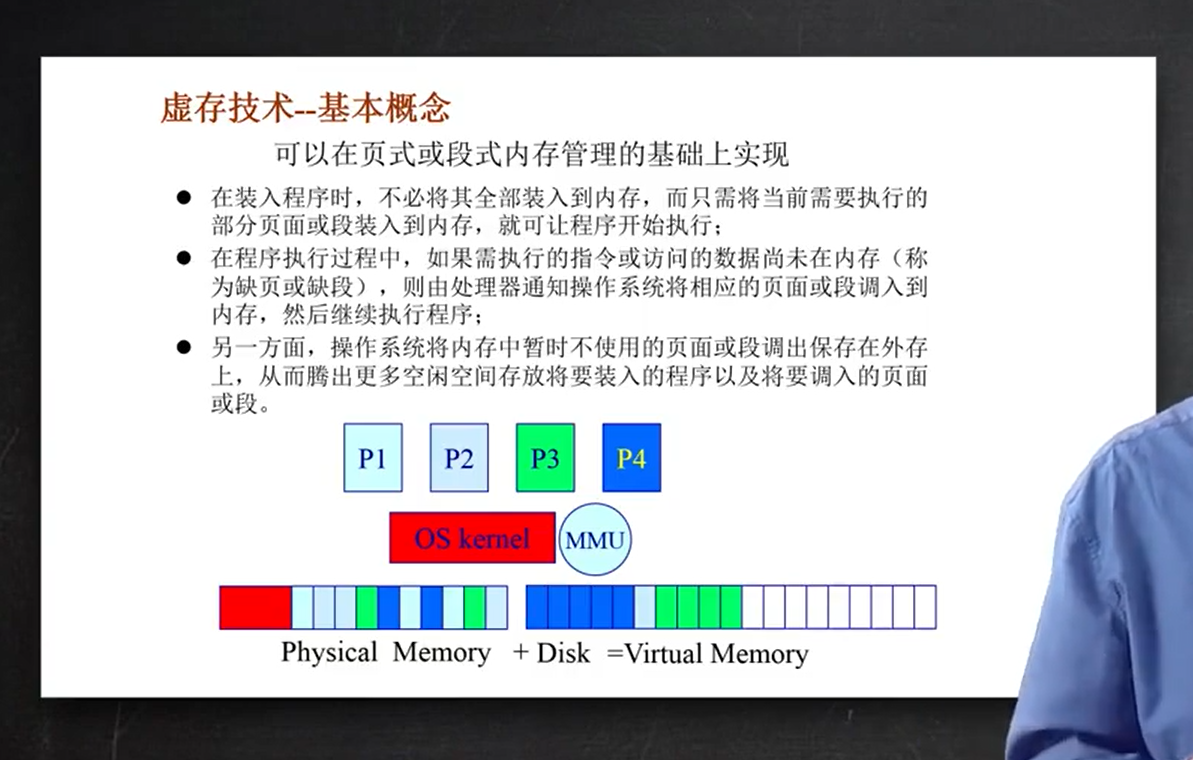 虚存技术--基本概念
可以在页式或段式内存管理的基础上实现
● 在装入程序时，不必将其全部装入到内存，而只需将当前需要执行的
部分页面或段装入到内存，就可让程序开始执行；
● 在程序执行过程中，如果需执行的指令或访问的数据尚未在内存（称
为缺页或缺段），则由处理器通知操作系统将相应的页面或段调入到
内存，然后继续执行程序；
● 另一方面，操作系统将内存中暂时不使用的页面或段调出保存在外存
上，从而腾出更多空闲空间存放将要装入的程序以及将要调入的页面
或段。
P1 P2 P3 P4
OS kernel MMU
Physical Memory + Disk =Virtual Memory